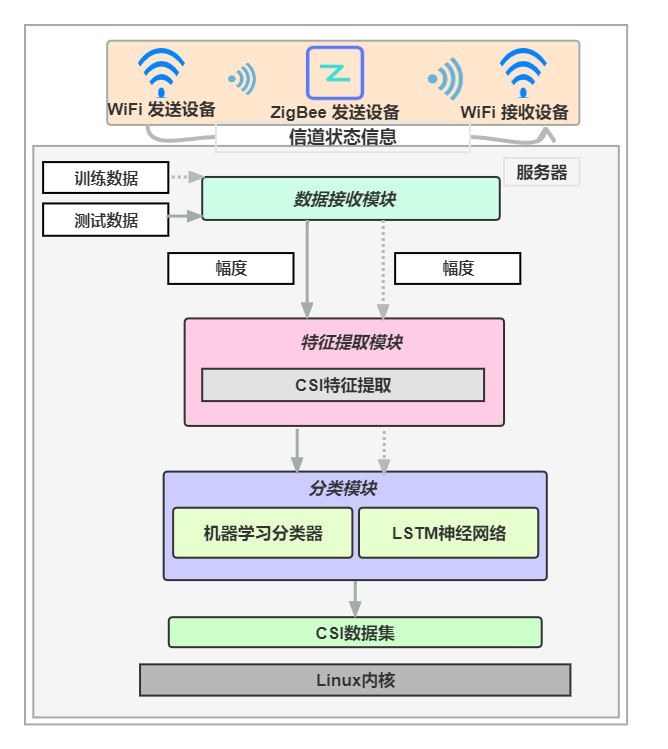 WiFi 发送设备
ZigBee 发送设备
WiFi 接收设备
信道状态信息
服务器
训练数据
测试数据
数据接收模块
幅度
幅度
特征提取模块
CSI特征提取
分类模块
机器学习分类器
LSTM神经网络
CSI数据集
Linux内核